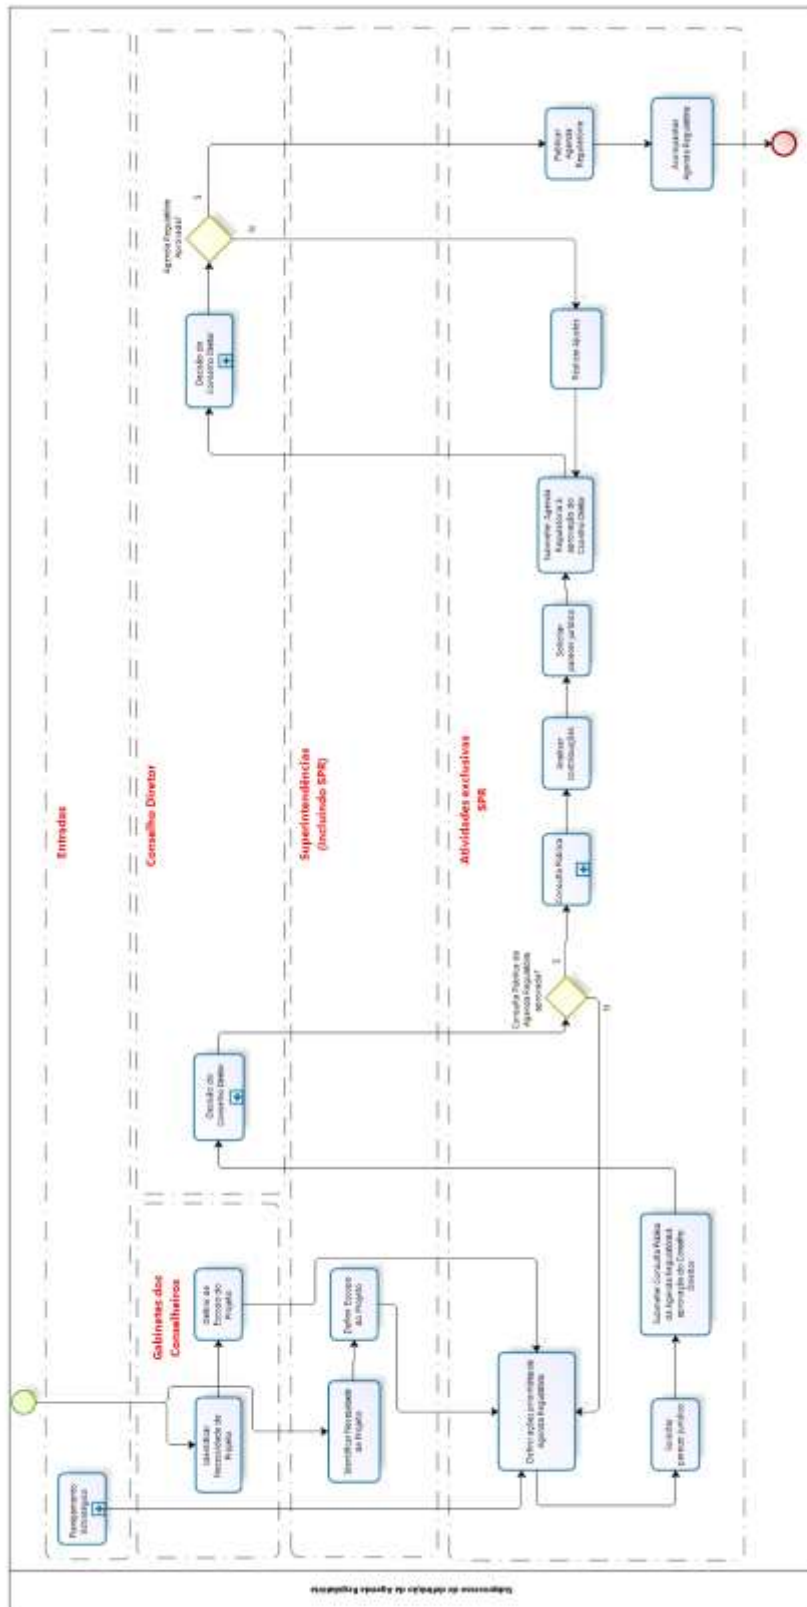 Subprocesso de definição da Agenda Regulatória
Entradas
Planejamento
Estratégico
Gabinetes dos
Conselheiros
Identificar
Necessidade do
Projeto
Definir do
Escopo do
Projeto
Conselho Diretor
Decisão do
Conselho Diretor
Decisão do
Conselho Diretor
Agenda Regulatória
Aprovada?
S
N
Superintendências
(Incluindo SPR)
Identificar Necessidade
do Projeto
Definir Escopo
do Projeto
Atividades exclusivas
SPR
Definir ações prioritárias da
Agenda Regulatória
Solicitar
parecer jurídico
Submeter Consulta Pública
da Agenda Regulatória à
aprovação do Conselho
Diretor
Consulta Pública da
Agenda Regulatória
aprovada?
S
N
Consulta Pública
Analisar
contribuições
Solicitar
parecer jurídico
Submeter Agenda
Regulatória à
aprovação do
Conselho Diretor
Realizar Ajustes
Publicar
Agenda
Regulatória
Acompanhar
Agenda Regulatória